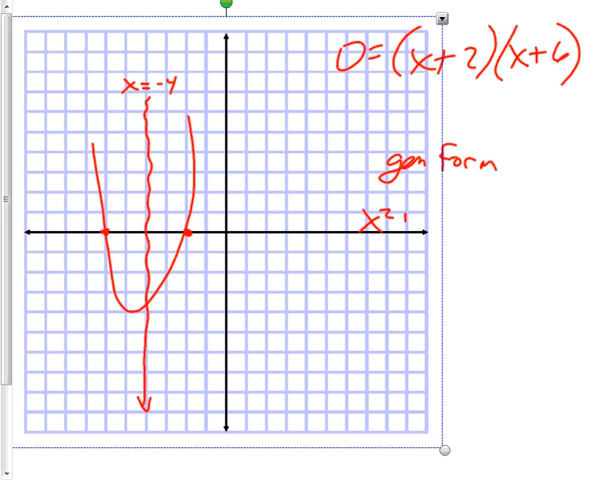 0=(x+2)(x+6)
x=-4
gen form
x²